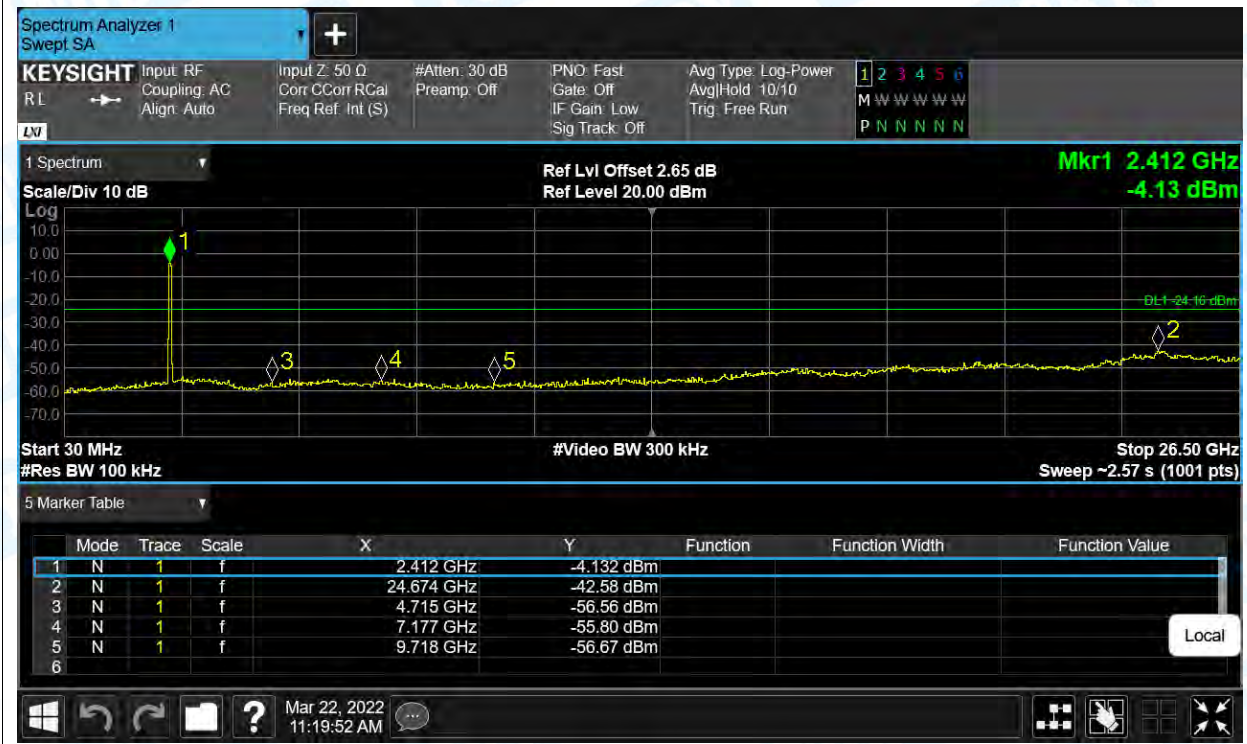 Spectrum Analyzer 1
Swept SA
+
KEYSIGHT
RL
LXI
Input: RF
Coupling: AC
Align: Auto
Input Z: 50 Ω
Corr CCorr RCal
Freq Ref: Int (S)
#Atten: 30 dB
Preamp: Off
PNO: Fast
Gate: Off
IF Gain: Low
Sig Track: Off
Avg Type: Log-Power
Avg|Hold: 10/10
Trig: Free Run
1 2 3 4 5 6
M W W W W W
P N N N N N
1 Spectrum
Scale/Div 10 dB
Ref Lvl Offset 2.65 dB
Ref Level 20.00 dBm
Mkr1 2.412 GHz
-4.13 dBm
Log
10.0
0.00
-10.0
-20.0
-30.0
-40.0
-50.0
-60.0
-70.0
1
DL1 -24.16 dBm
2
3
4
5
Start 30 MHz
#Video BW 300 kHz
Stop 26.50 GHz
#Res BW 100 kHz
Sweep ~2.57 s (1001 pts)
5 Marker Table
Mode Trace Scale X Y Function Function Width Function Value
1 N 1 f 2.412 GHz -4.132 dBm
2 N 1 f 24.674 GHz -42.58 dBm
3 N 1 f 4.715 GHz -56.56 dBm
4 N 1 f 7.177 GHz -55.80 dBm
5 N 1 f 9.718 GHz -56.67 dBm
6
Local
?
Mar 22, 2022
11:19:52 AM